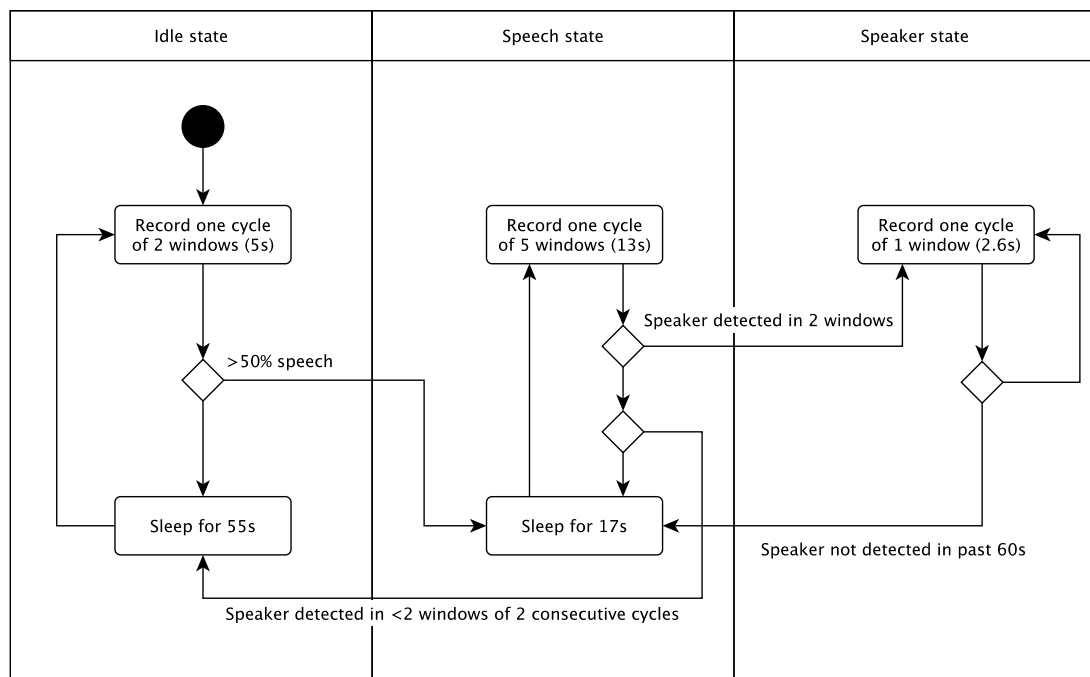 Idle state
Speech state
Speaker state
Record one cycle
of 2 windows (5s)
Record one cycle
of 5 windows (13s)
Record one cycle
of 1 window (2.6s)
Speaker detected in 2 windows
>50% speech
Sleep for 55s
Sleep for 17s
Speaker not detected in past 60s
Speaker detected in <2 windows of 2 consecutive cycles